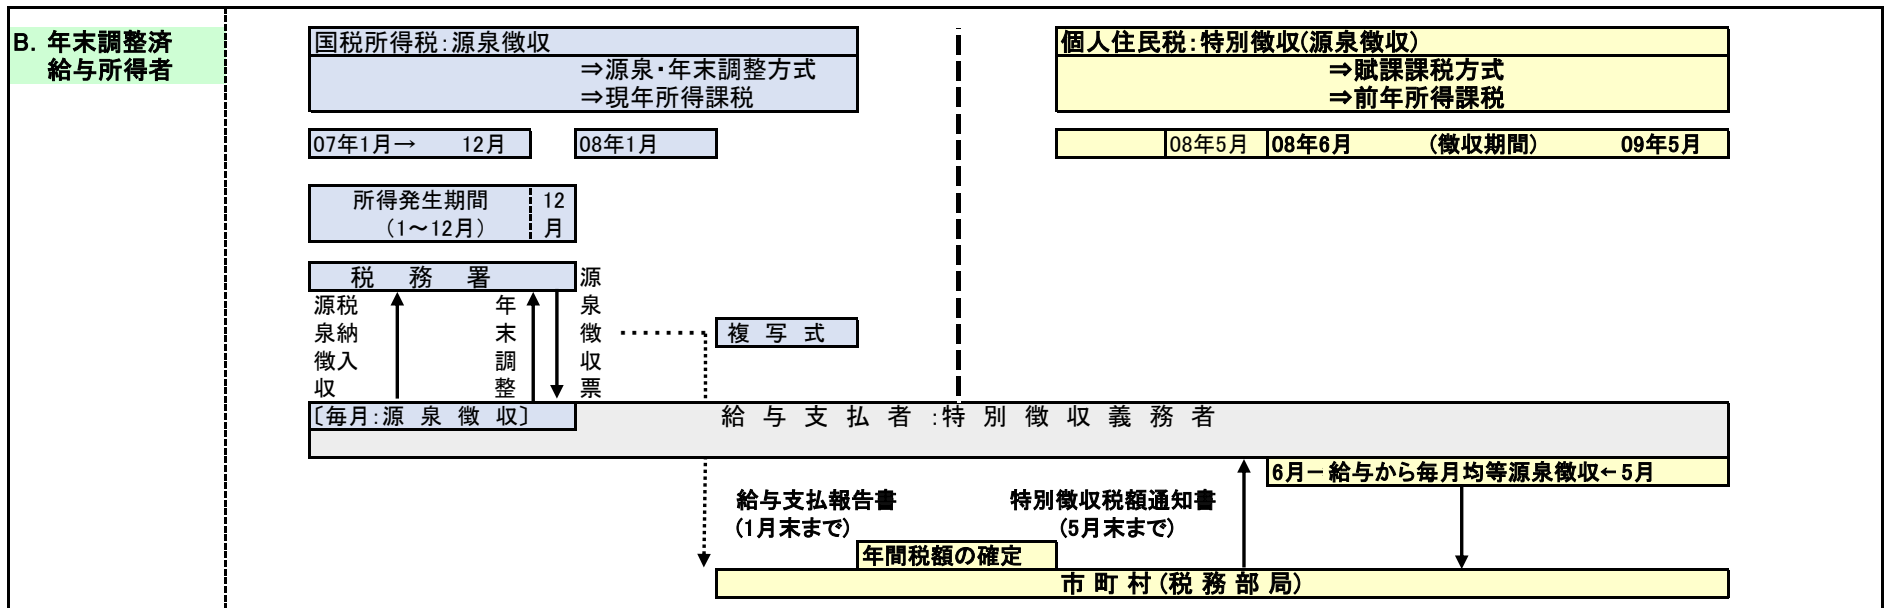 B．年末調整済
給与所得者
国税所得税：源泉徴収
⇒源泉・年末調整方式
⇒現年所得課税
個人住民税：特別徴収（源泉徴収）
⇒賦課課税方式
⇒前年所得課税
07年1月→　12月
08年1月
08年5月
08年6月　（徴収期間）　09年5月
所得発生期間
（1～12月）
12
月
税　務　署
源泉徴収
税納入
年末調整
源泉徴収票
複　写　式
〔毎月：源　泉　徴　収〕
給　与　支　払　者　：特　別　徴　収　義　務　者
6月－給与から毎月均等源泉徴収←5月
給与支払報告書
（1月末まで）
特別徴収税額通知書
（5月末まで）
年間税額の確定
市　町　村（税　務　部　局）